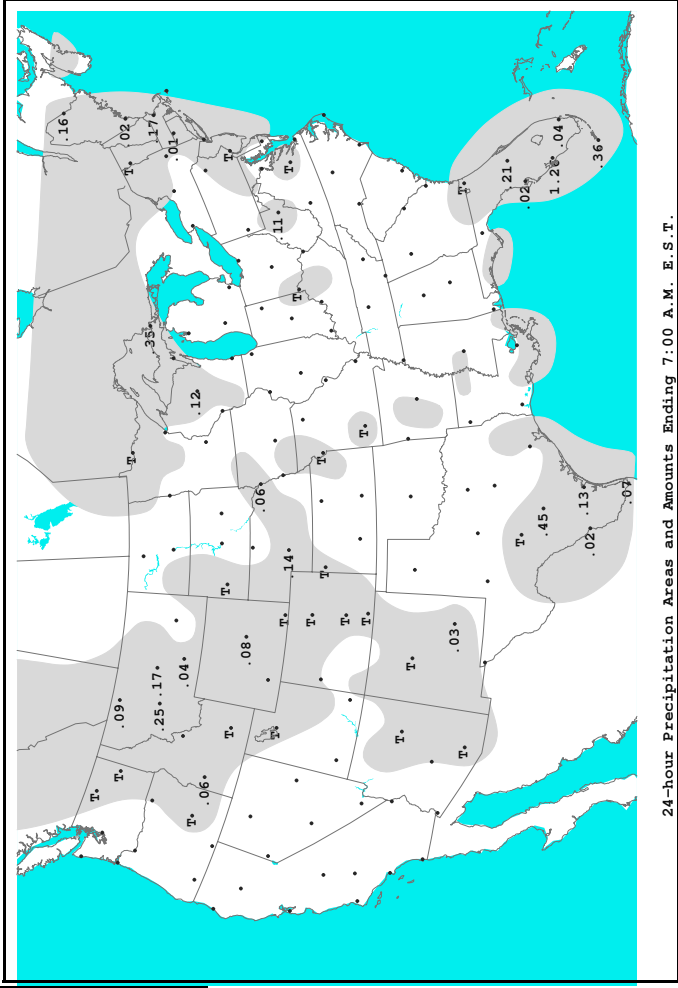 .16
T
.09
T
.02
T
T
.35
.17
.17
.25
.01
.04
T
.12
.06
T
T
T
.08
.06
T
.11
T
.14
T
T
T
T
T
T
T
T
T
T
.03
T
T
21
T
.02
.45
1.2
.04
.13
.02
.36
.07
24-hour Precipitation Areas and Amounts Ending 7:00 A.M. E.S.T.